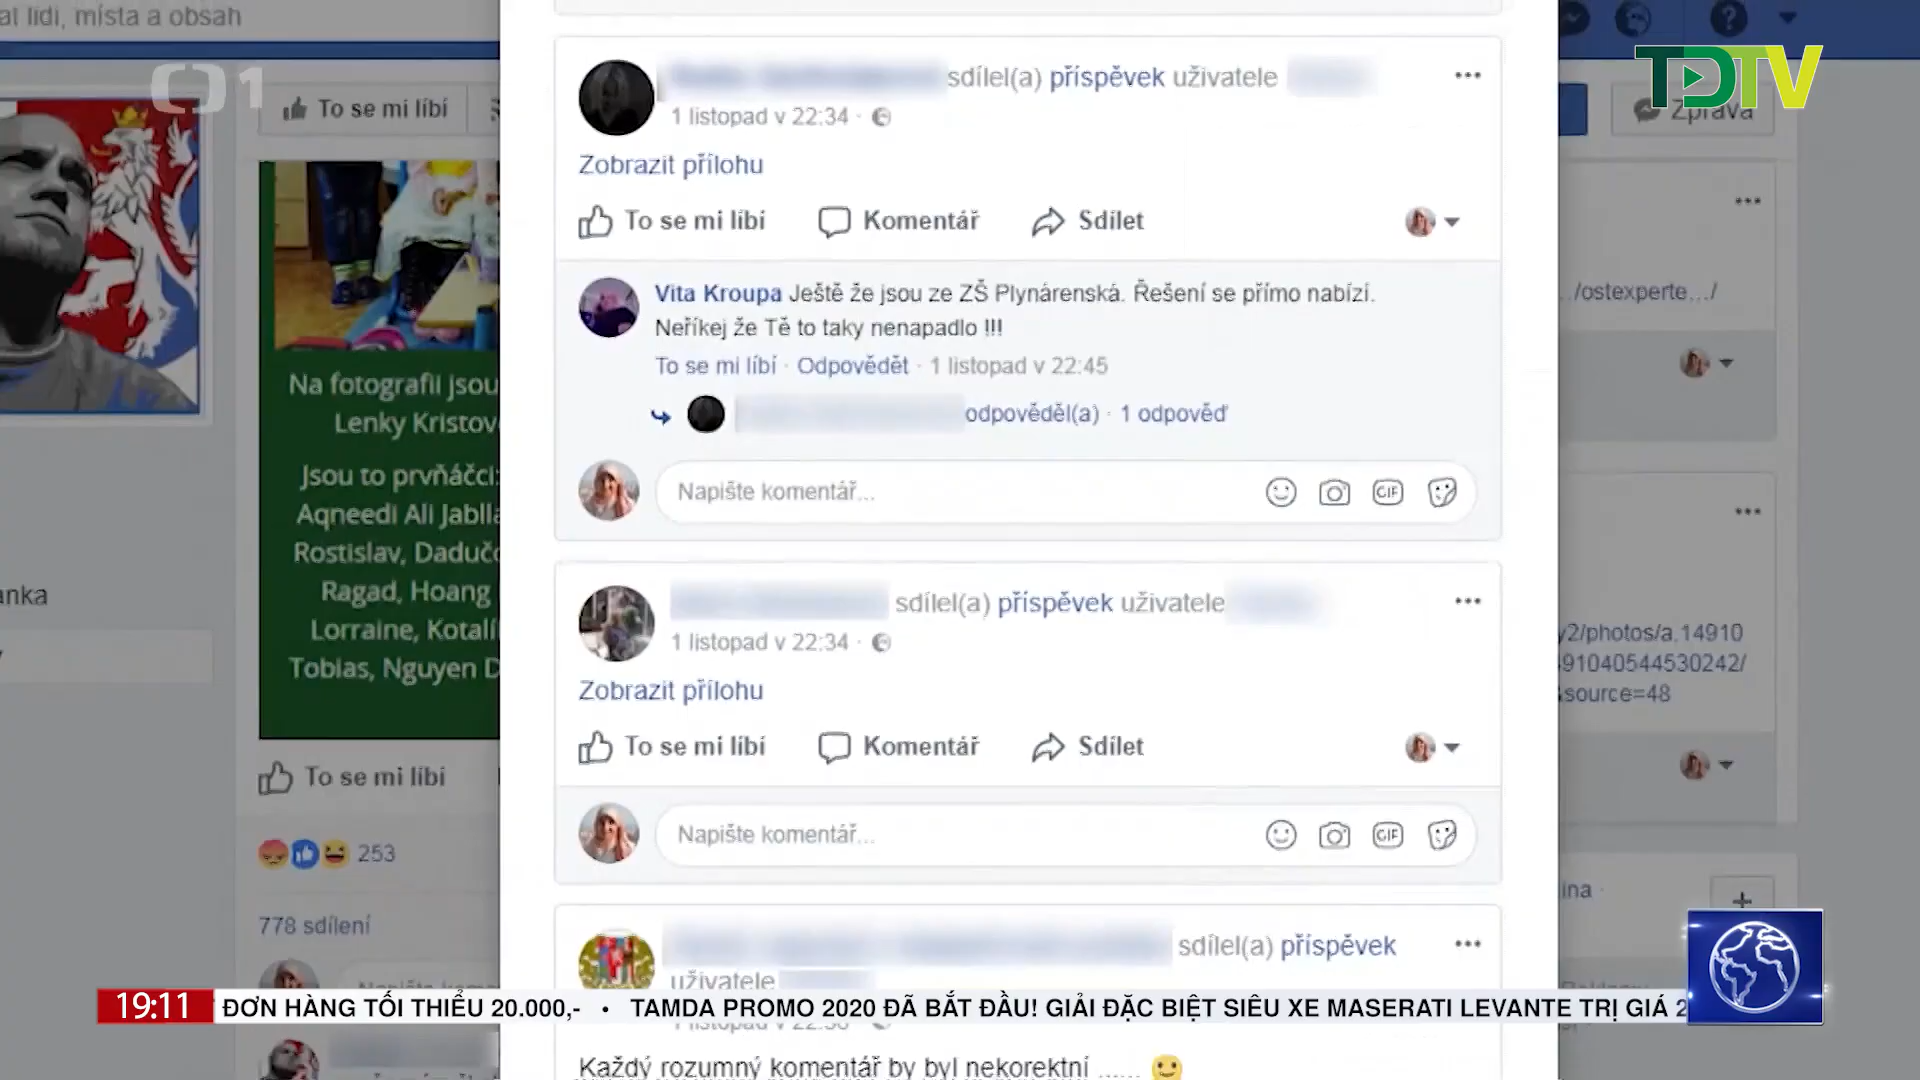 at lidi, místa a obsah
1
TDTV
To se mi líbí
Zpráva
Na fotografii jsou
Lenky Kristov
Jsou to prvňáčci:
Aqneedi Ali Jablla
Rostislav, Dadučo
Ragad, Hoang
Lorraine, Kotalí
Tobias, Nguyen D
anka
To se mi líbí
253
778 sdílení
sdílel(a) příspěvek uživatele
1 listopad v 22:34 ·
Zobrazit přílohu
To se mi líbí Komentář Sdílet
Vita Kroupa Ještě že jsou ze ZŠ Plynárenská. Řešení se přímo nabízí.
Neříkej že Tě to taky nenapadlo !!!
To se mi líbí · Odpovědět · 1 listopad v 22:45
odpověděl(a) · 1 odpověď
Napište komentář...
GIF
sdílel(a) příspěvek uživatele
1 listopad v 22:34 ·
Zobrazit přílohu
To se mi líbí Komentář Sdílet
Napište komentář...
GIF
sdílel(a) příspěvek
uživatele
Každý rozumný komentář by byl nekorektní ......
/ostexperte.../
y2/photos/a.14910
91040544530242/
&source=48
ina ·
19:11 ĐƠN HÀNG TỐI THIỂU 20.000,- • TAMDA PROMO 2020 ĐÃ BẮT ĐẦU! GIẢI ĐẶC BIỆT SIÊU XE MASERATI LEVANTE TRỊ GIÁ 2